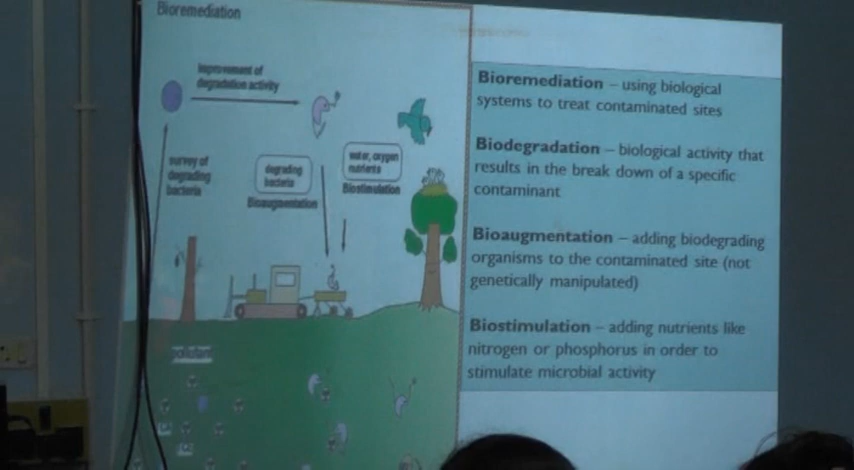 Bioremediation
improvement of
degradation activity
survey of
degrading
bacteria
degrading
bacteria
Bioaugmentation
water, oxygen
nutrients
Biostimulation
pollutant
Bioremediation – using biological
systems to treat contaminated sites
Biodegradation – biological activity that
results in the break down of a specific
contaminant
Bioaugmentation – adding biodegrading
organisms to the contaminated site (not
genetically manipulated)
Biostimulation – adding nutrients like
nitrogen or phosphorus in order to
stimulate microbial activity